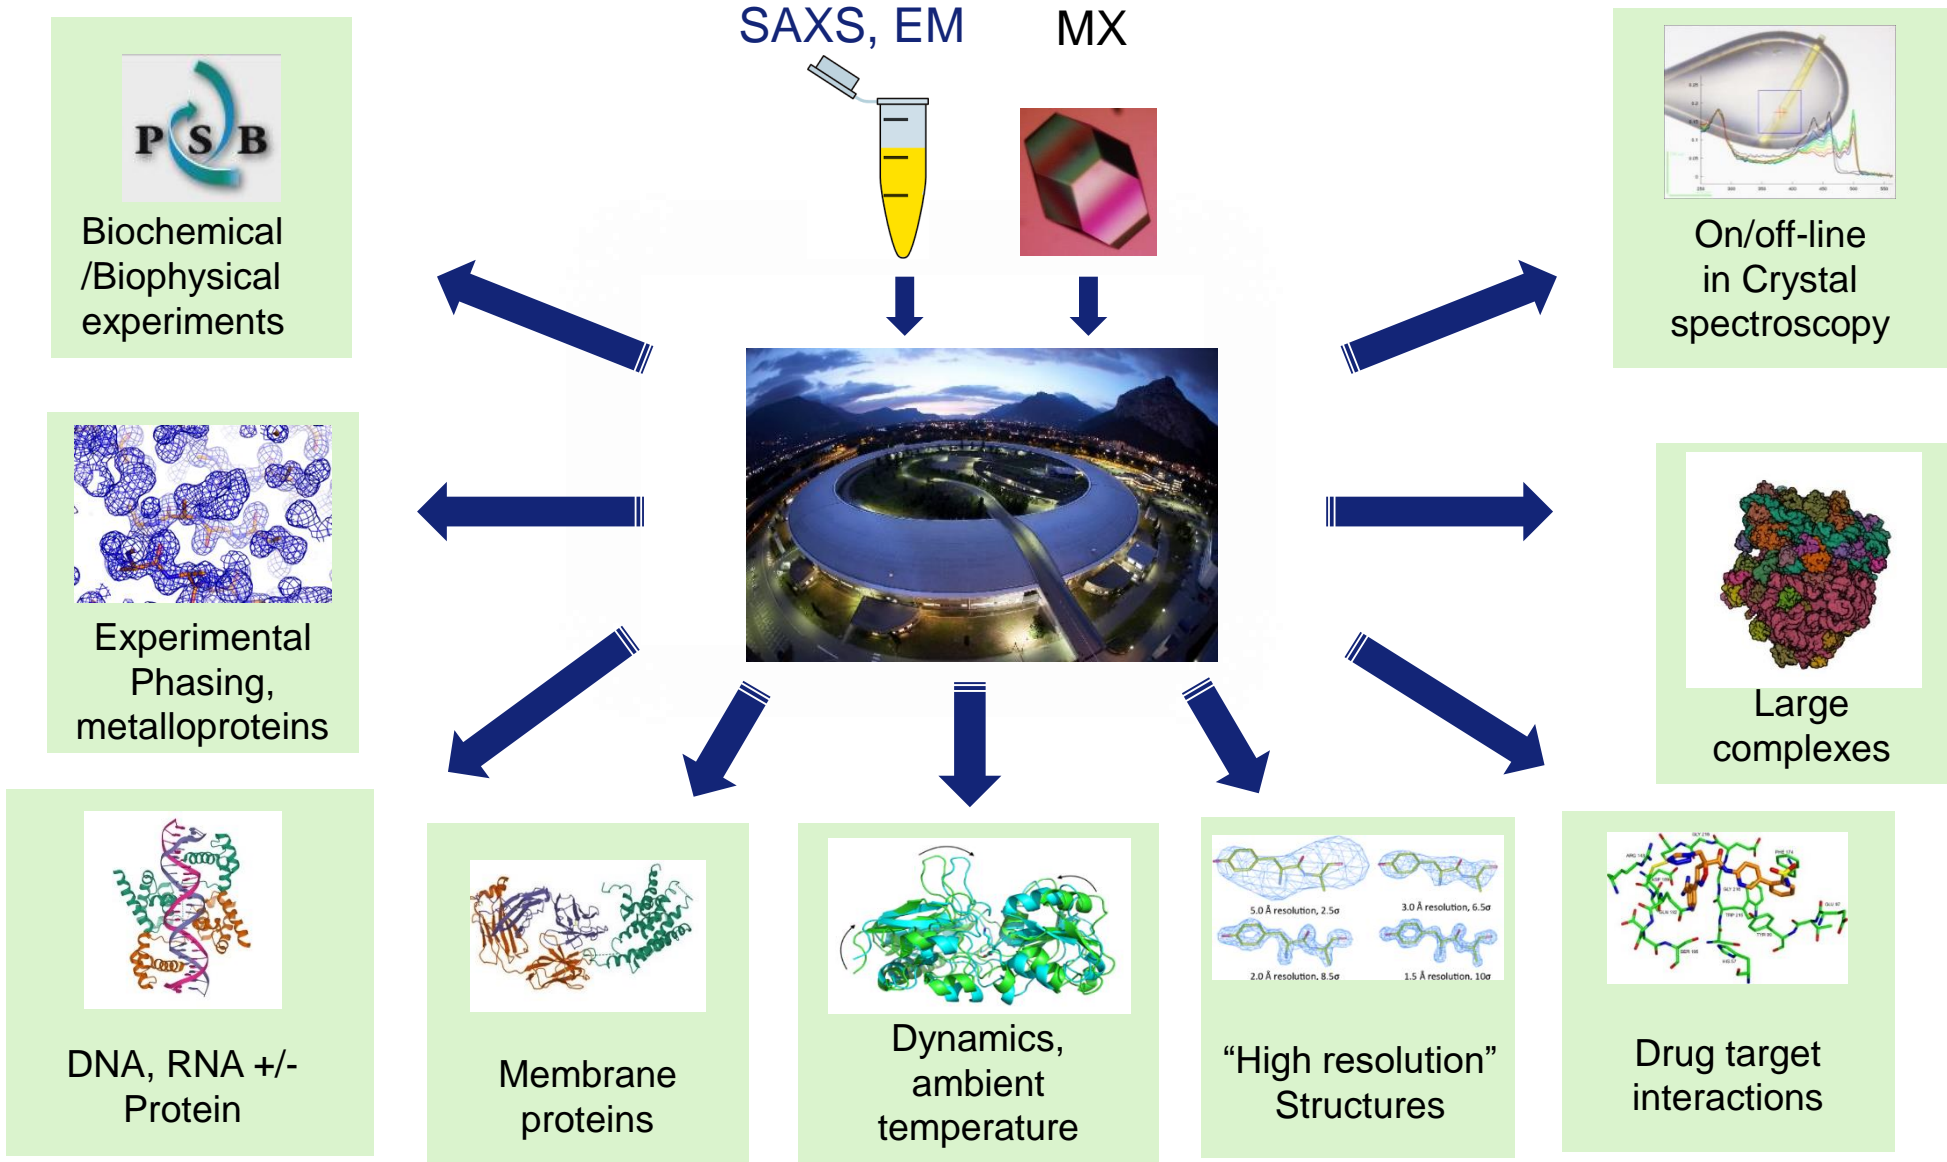 SAXS, EM
MX
P S B
Biochemical
/Biophysical
experiments
On/off-line
in Crystal
spectroscopy
Experimental
Phasing,
metalloproteins
Large
complexes
DNA, RNA +/-
Protein
Membrane
proteins
Dynamics,
ambient
temperature
5.0 Å resolution, 2.5σ
3.0 Å resolution, 6.5σ
2.0 Å resolution, 8.5σ
1.5 Å resolution, 10σ
“High resolution”
Structures
Drug target
interactions